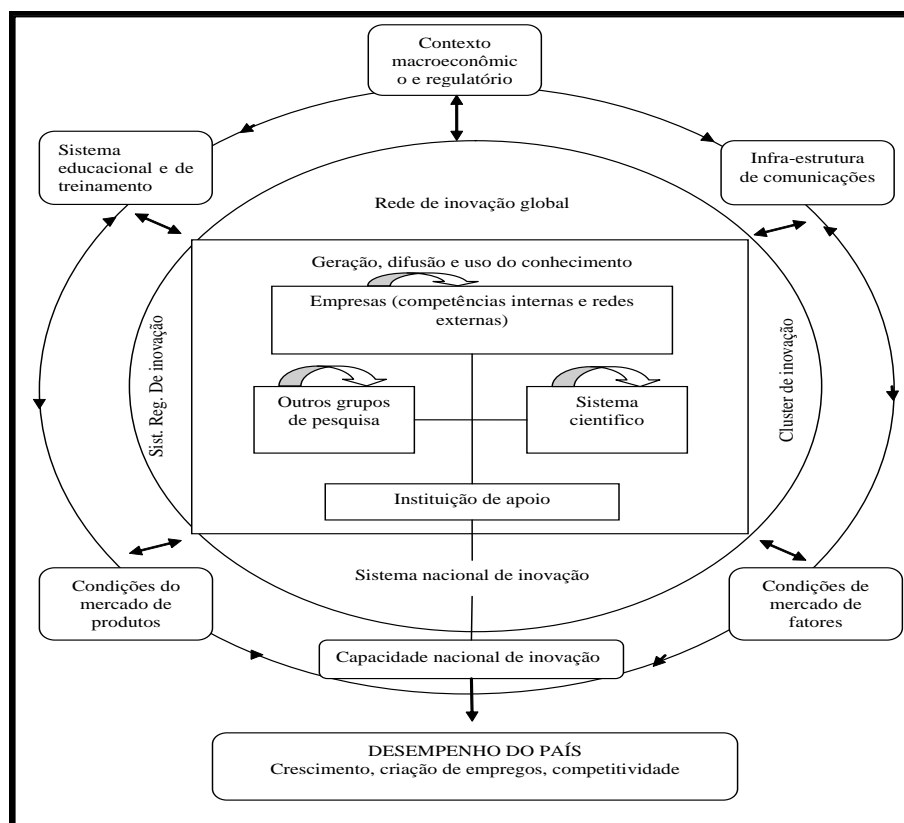 Contexto
macroeconômic
o e regulatório
Sistema
educacional e de
treinamento
Infra-estrutura
de comunicações
Rede de inovação global
Geração, difusão e uso do conhecimento
Empresas (competências internas e redes
externas)
Sist. Reg. De inovação
Cluster de inovação
Outros grupos
de pesquisa
Sistema
cientifico
Instituição de apoio
Sistema nacional de inovação
Condições do
mercado de
produtos
Condições de
mercado de
fatores
Capacidade nacional de inovação
DESEMPENHO DO PAÍS
Crescimento, criação de empregos, competitividade